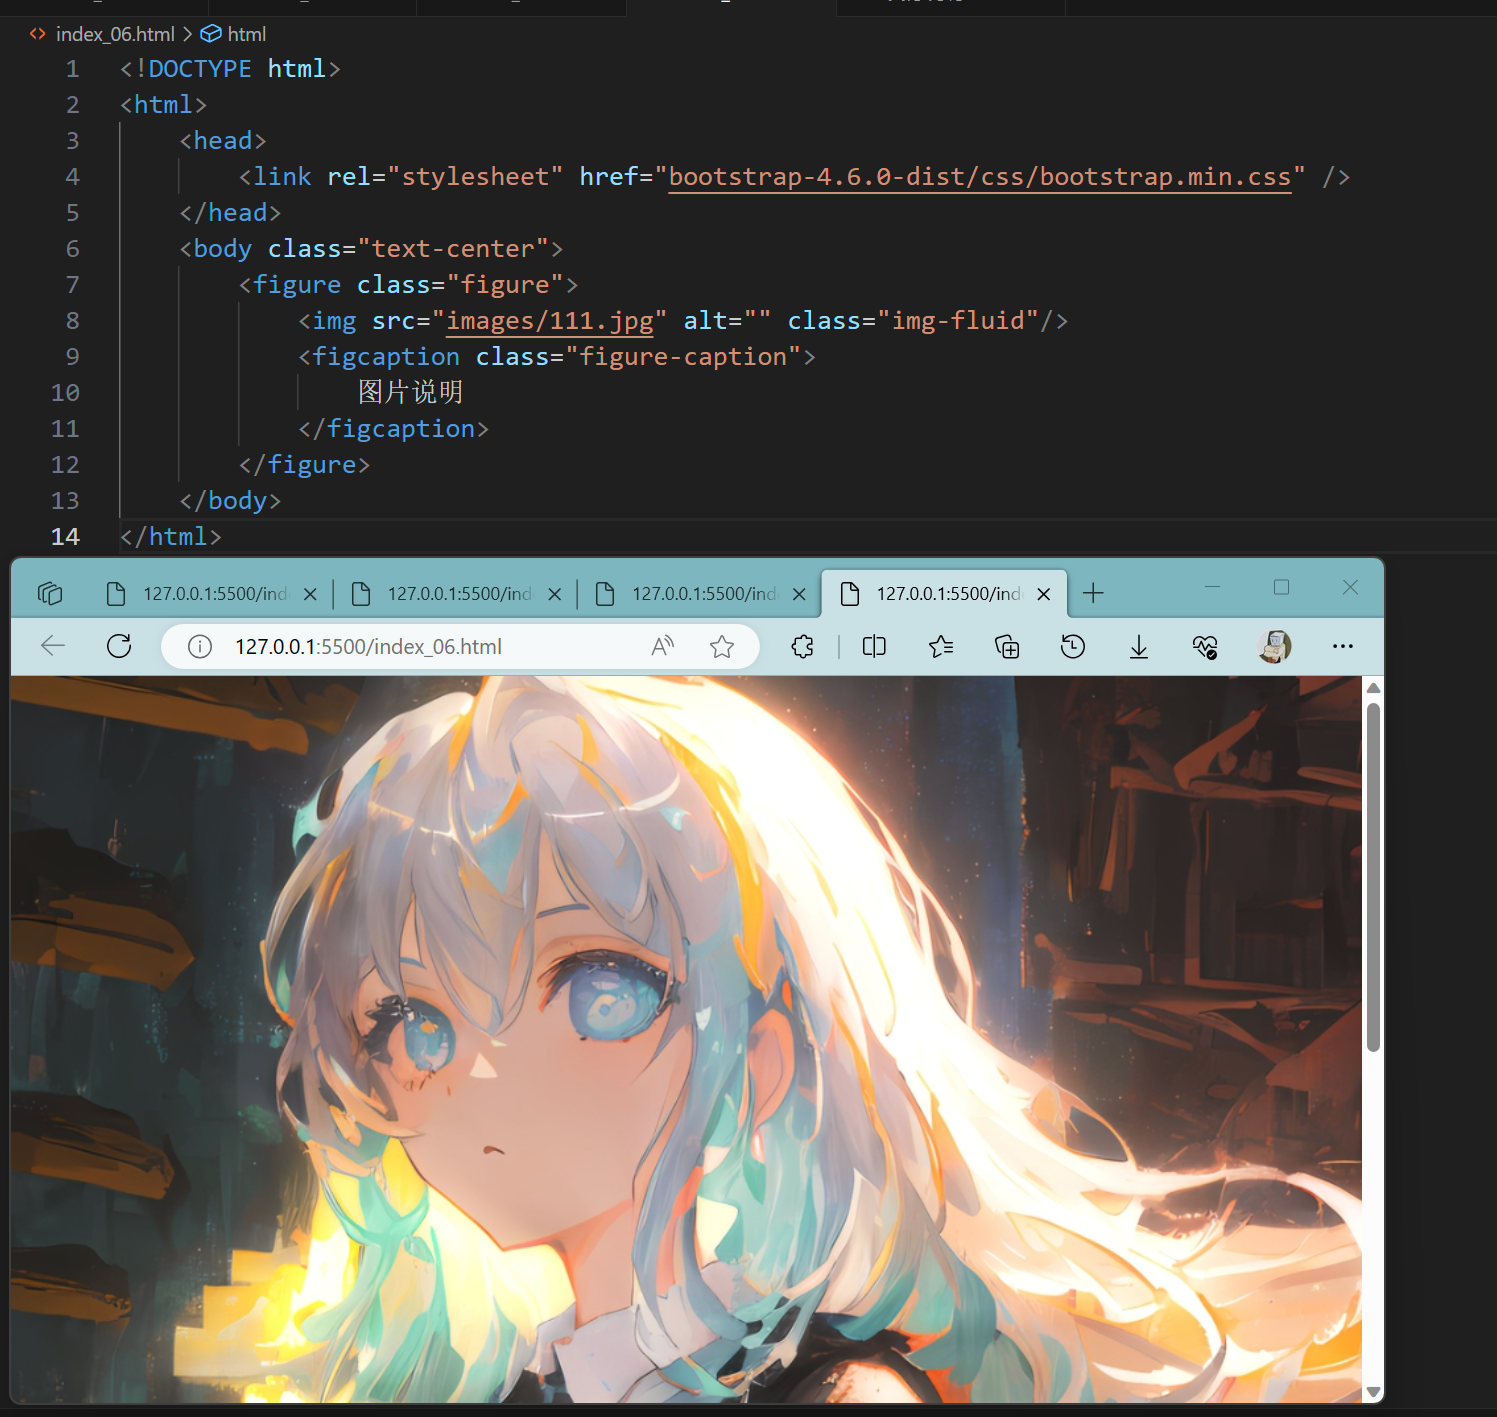 index_06.html > html
1 <!DOCTYPE html>
2 <html>
3 <head>
4 <link rel="stylesheet" href="bootstrap-4.6.0-dist/css/bootstrap.min.css" />
5 </head>
6 <body class="text-center">
7 <figure class="figure">
8 <img src="images/111.jpg" alt="" class="img-fluid"/>
9 <figcaption class="figure-caption">
10 图片说明
11 </figcaption>
12 </figure>
13 </body>
14 </html>
127.0.0.1:5500/ind 127.0.0.1:5500/ind 127.0.0.1:5500/ind 127.0.0.1:5500/ind
127.0.0.1:5500/index_06.html